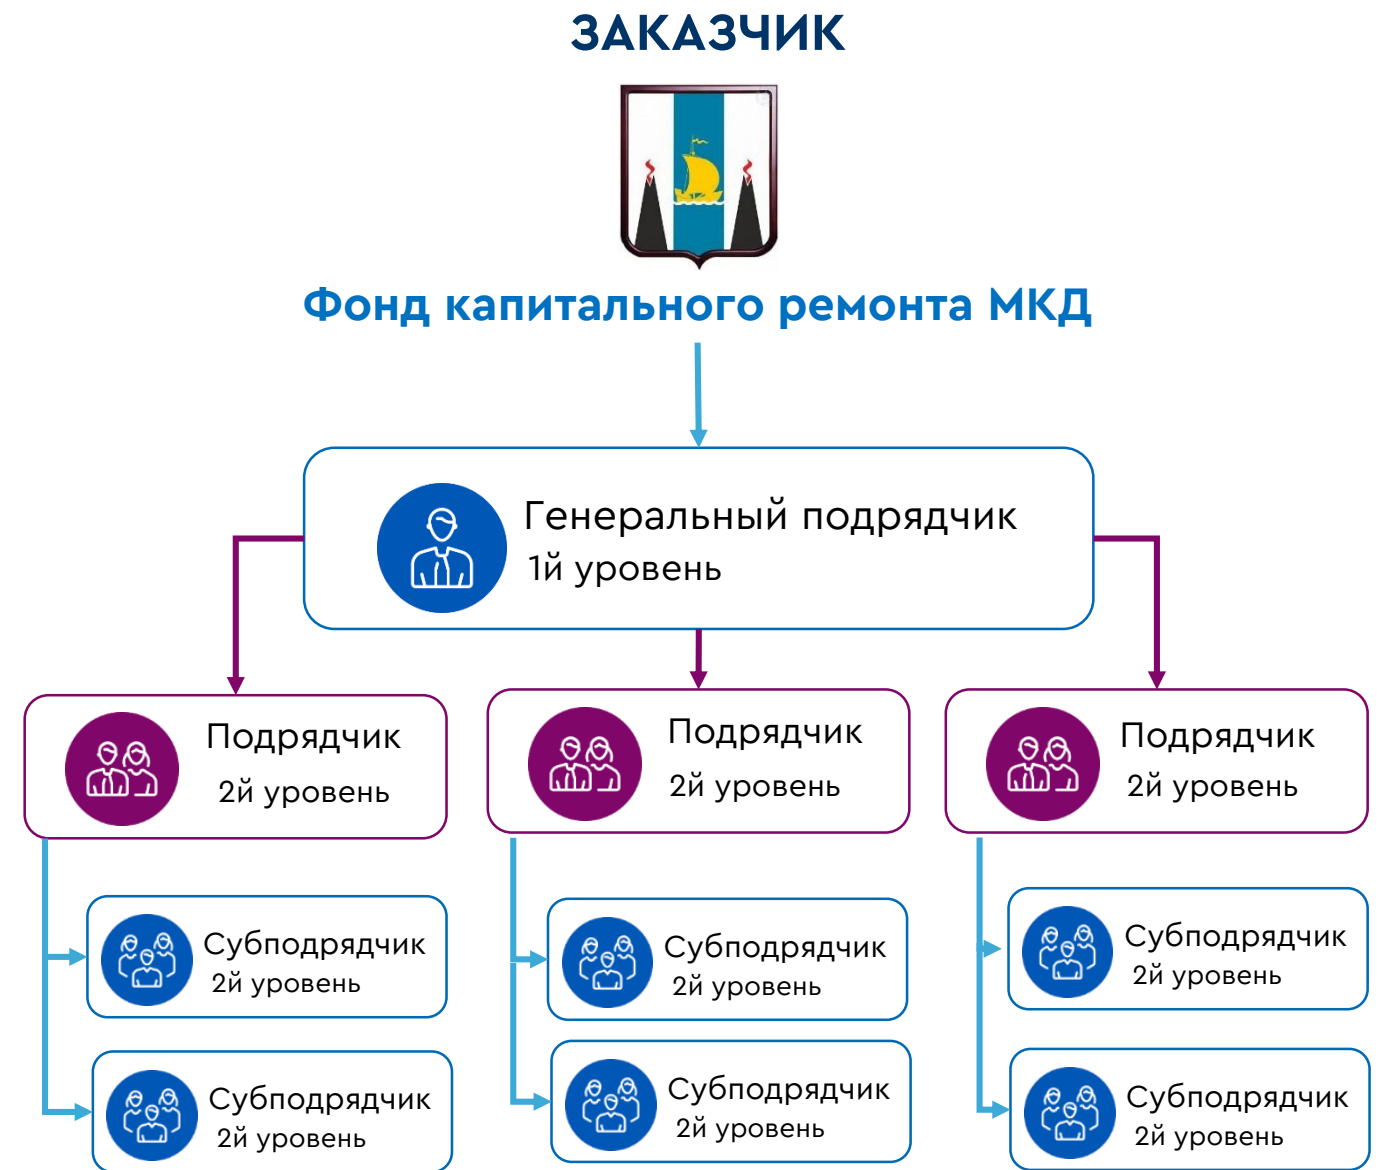 ЗАКАЗЧИК
Фонд капитального ремонта МКД
Генеральный подрядчик
1й уровень
Подрядчик
2й уровень
Подрядчик
2й уровень
Подрядчик
2й уровень
Субподрядчик
2й уровень
Субподрядчик
2й уровень
Субподрядчик
2й уровень
Субподрядчик
2й уровень
Субподрядчик
2й уровень
Субподрядчик
2й уровень